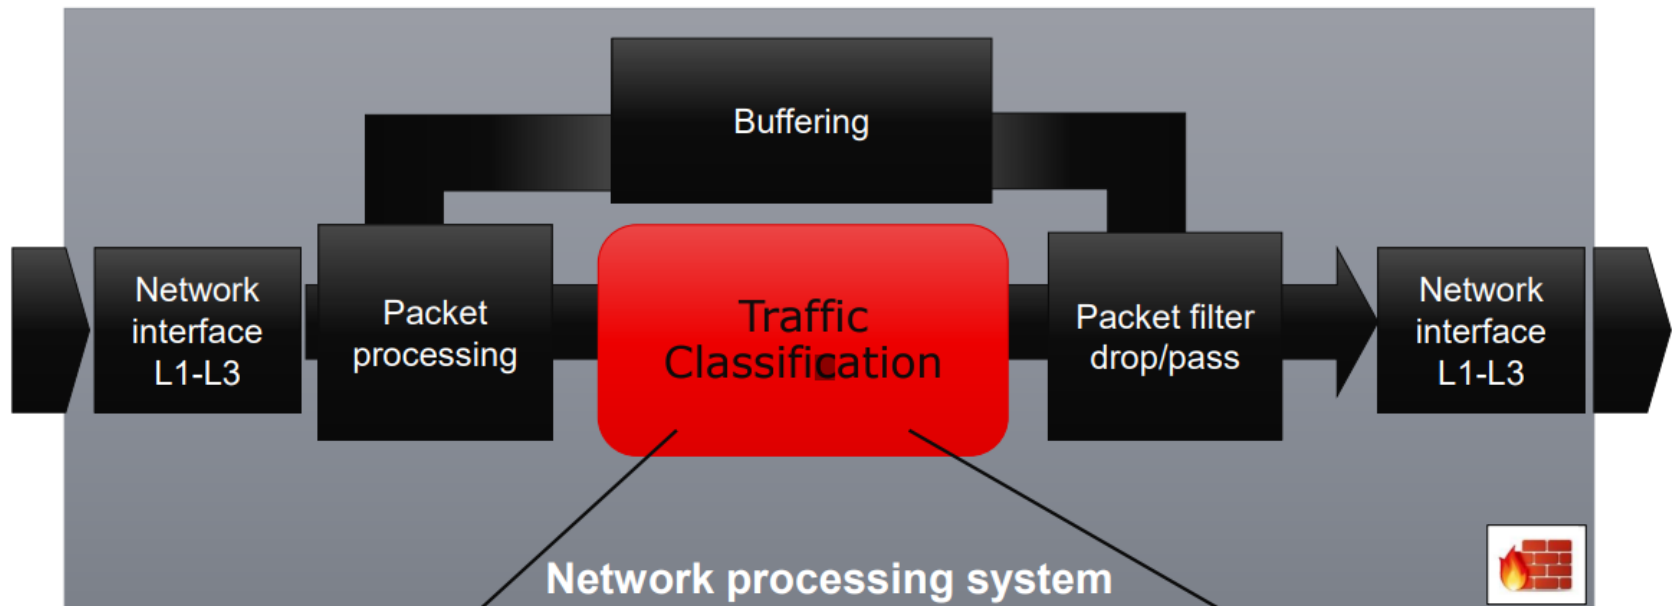 Buffering
Network
interface
L1-L3
Packet
processing
Traffic
Classification
Packet filter
drop/pass
Network
interface
L1-L3
Network processing system